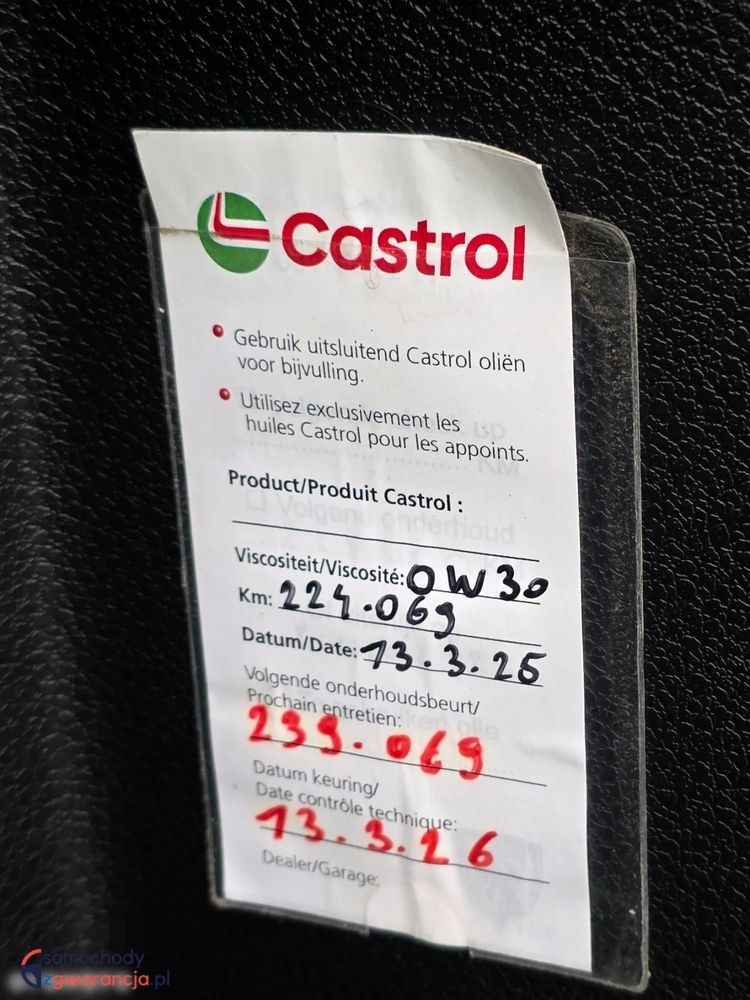 Castrol
Gebruik uitsluitend Castrol oliën
voor bijvulling.
Utilisez exclusivement les
huiles Castrol pour les appoints.
Product/Produit Castrol :
Viscositeit/Viscosité: 0W30
Km: 224.069
Datum/Date: 13.3.25
Volgende onderhoudsbeurt/
Prochain entretien:
239.069
Datum keuring/
Date contrôle technique:
13.3.26
Dealer/Garage:
samochody
zgwarancja.pl